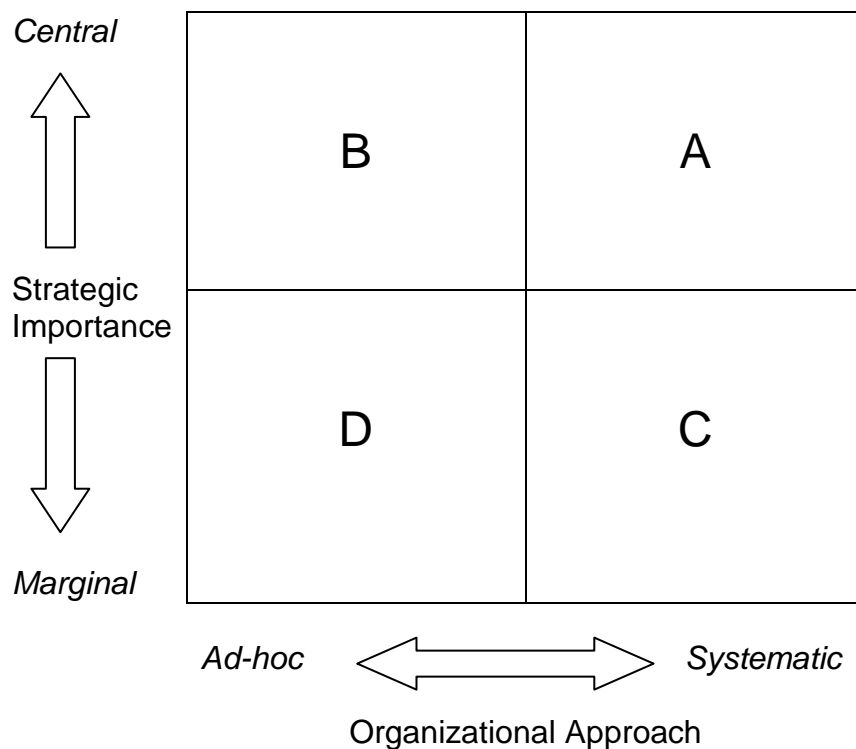 Central
B
A
Strategic
Importance
D
C
Marginal
Ad-hoc
Systematic
Organizational Approach